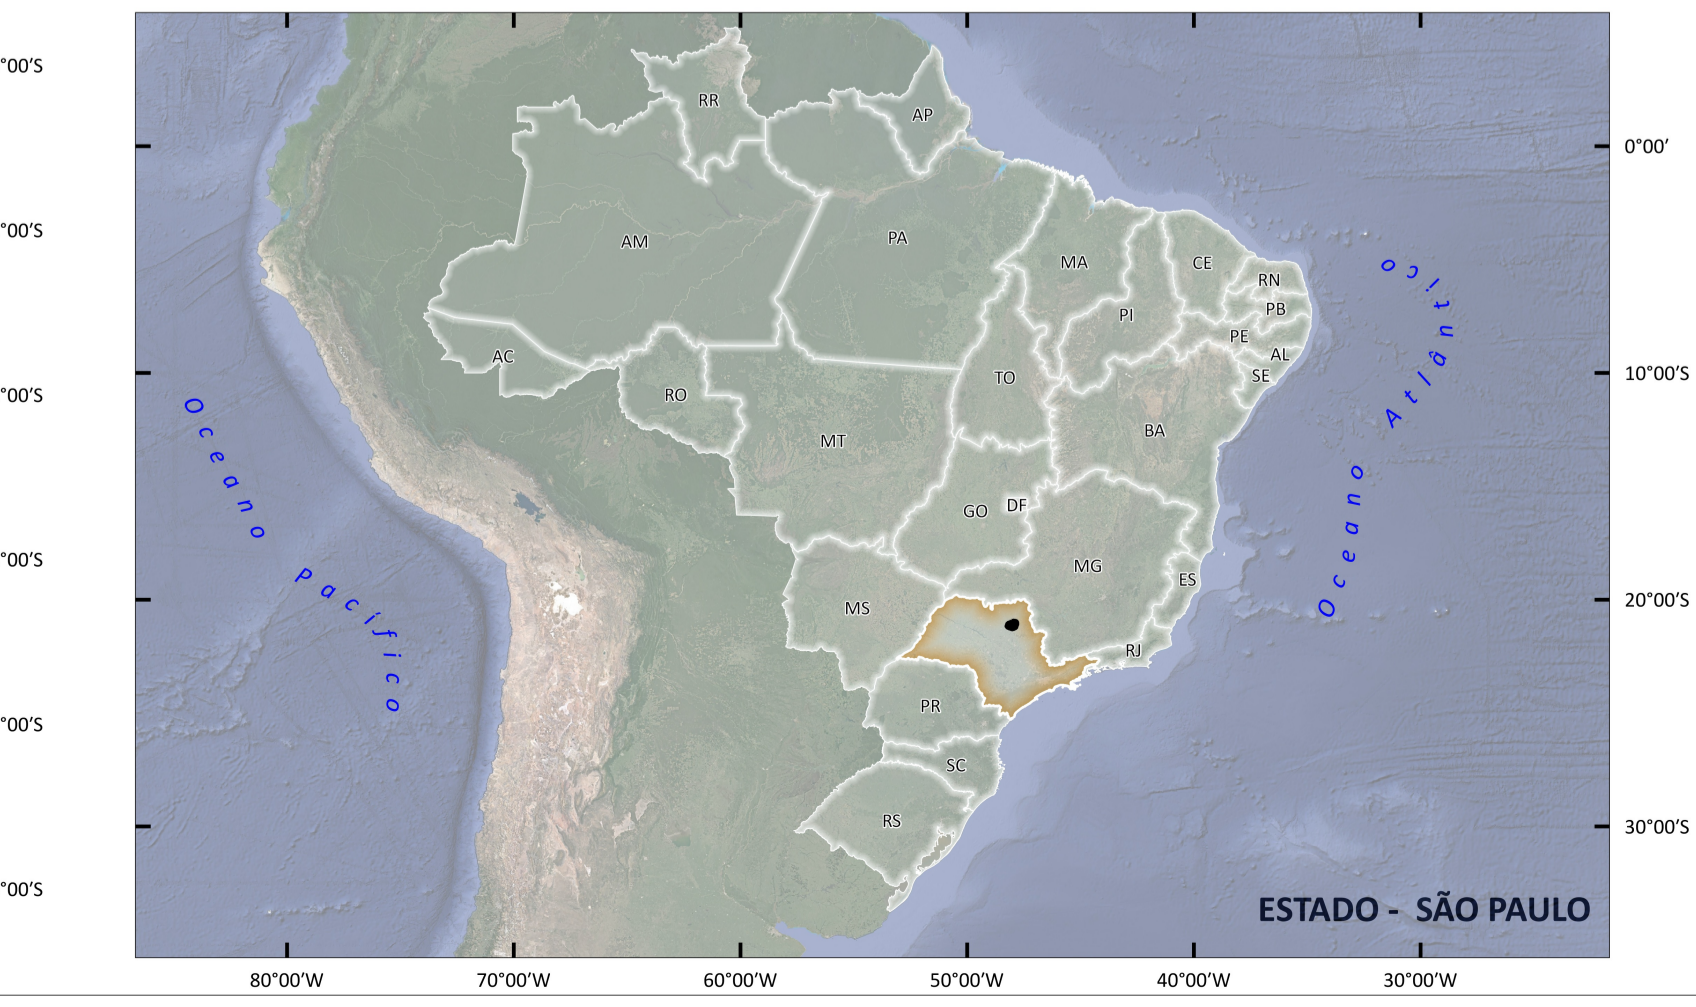 °00'S
RR
AP
0°00'
°00'S
AM
PA
MA
CE
RN
PB
PI
PE
AL
SE
AC
TO
RO
°00'S
10°00'S
MT
BA
Oceano Pacífico
Oceano Atlântico
GO
DF
°00'S
MG
ES
MS
20°00'S
RJ
PR
°00'S
SC
RS
30°00'S
°00'S
ESTADO - SÃO PAULO
80°00'W
70°00'W
60°00'W
50°00'W
40°00'W
30°00'W